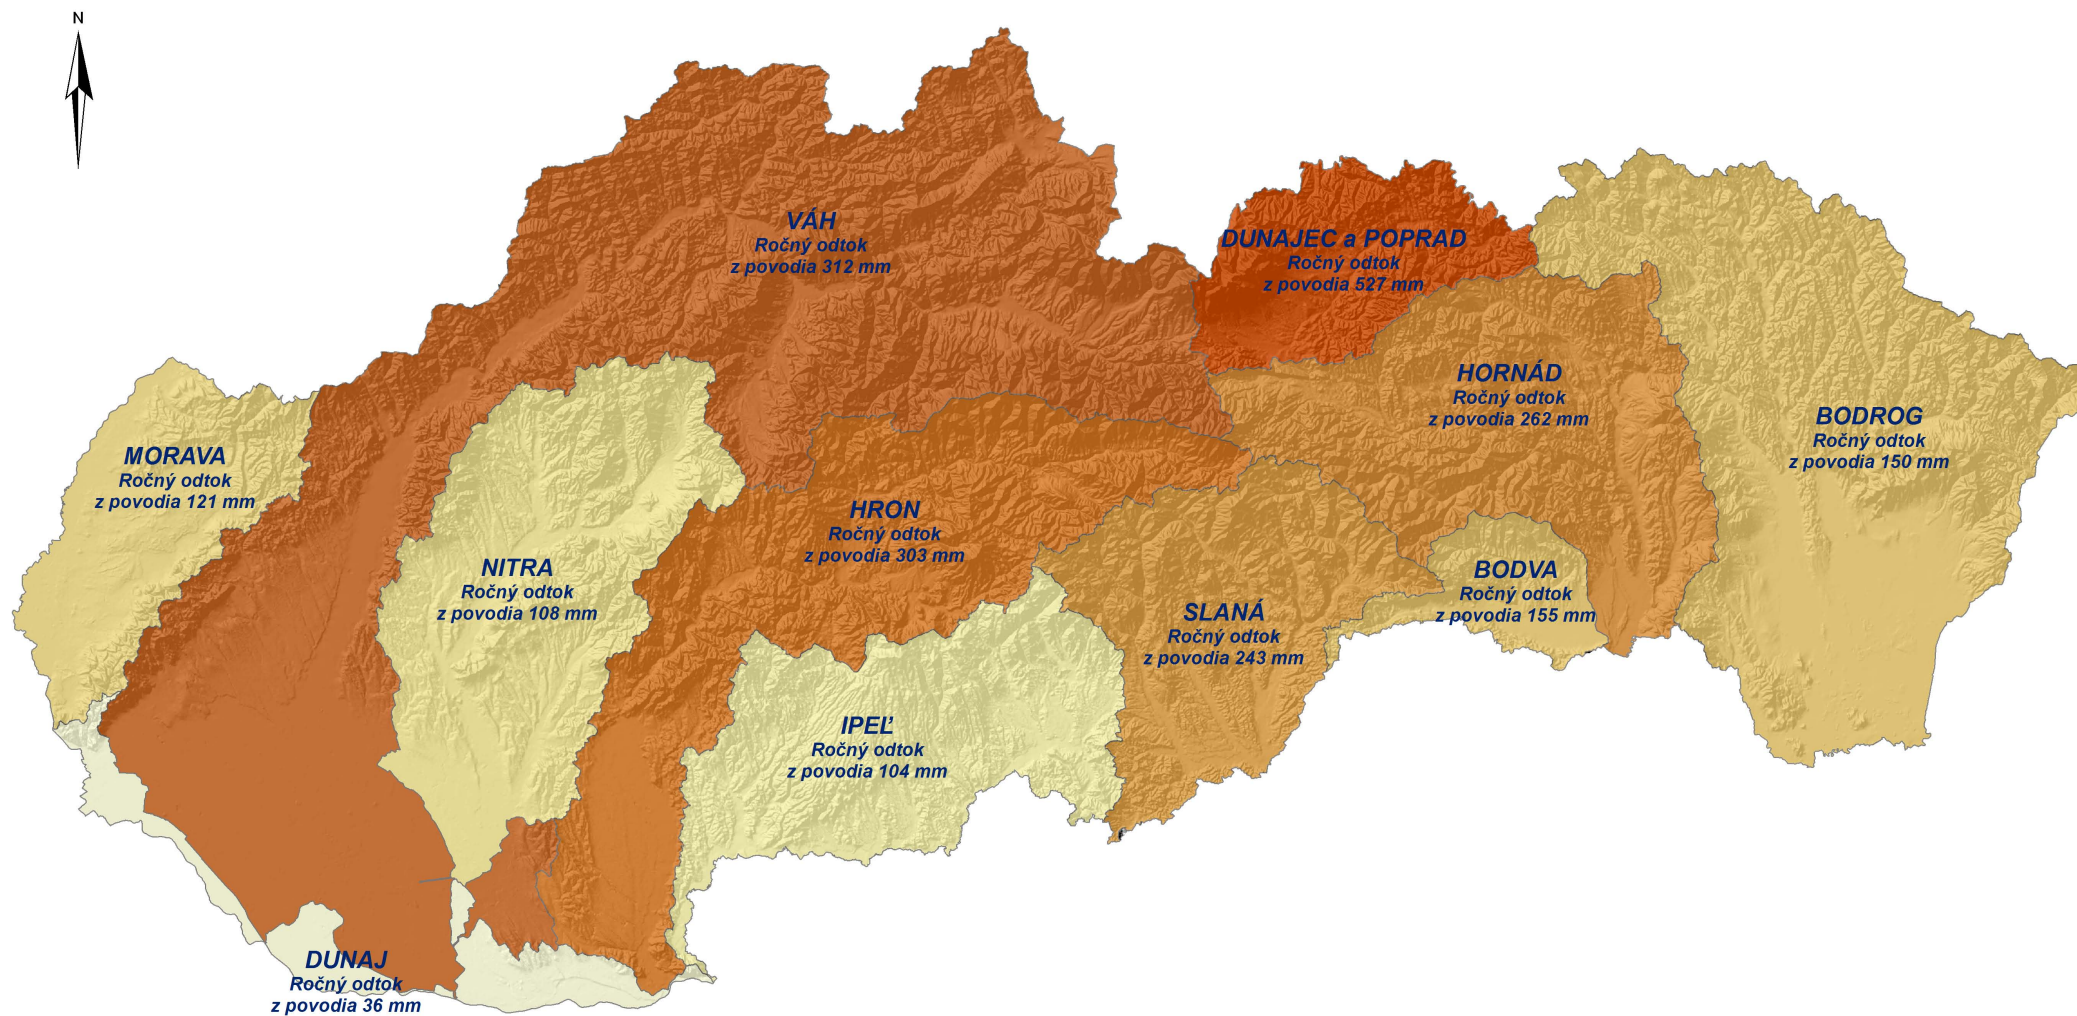 N
VÁH
Ročný odtok
z povodia 312 mm
DUNAJEC a POPRAD
Ročný odtok
z povodia 527 mm
HORNÁD
Ročný odtok
z povodia 262 mm
BODROG
Ročný odtok
z povodia 150 mm
MORAVA
Ročný odtok
z povodia 121 mm
HRON
Ročný odtok
z povodia 303 mm
NITRA
Ročný odtok
z povodia 108 mm
BODVA
Ročný odtok
z povodia 155 mm
SLANÁ
Ročný odtok
z povodia 243 mm
IPEĽ
Ročný odtok
z povodia 104 mm
DUNAJ
Ročný odtok
z povodia 36 mm